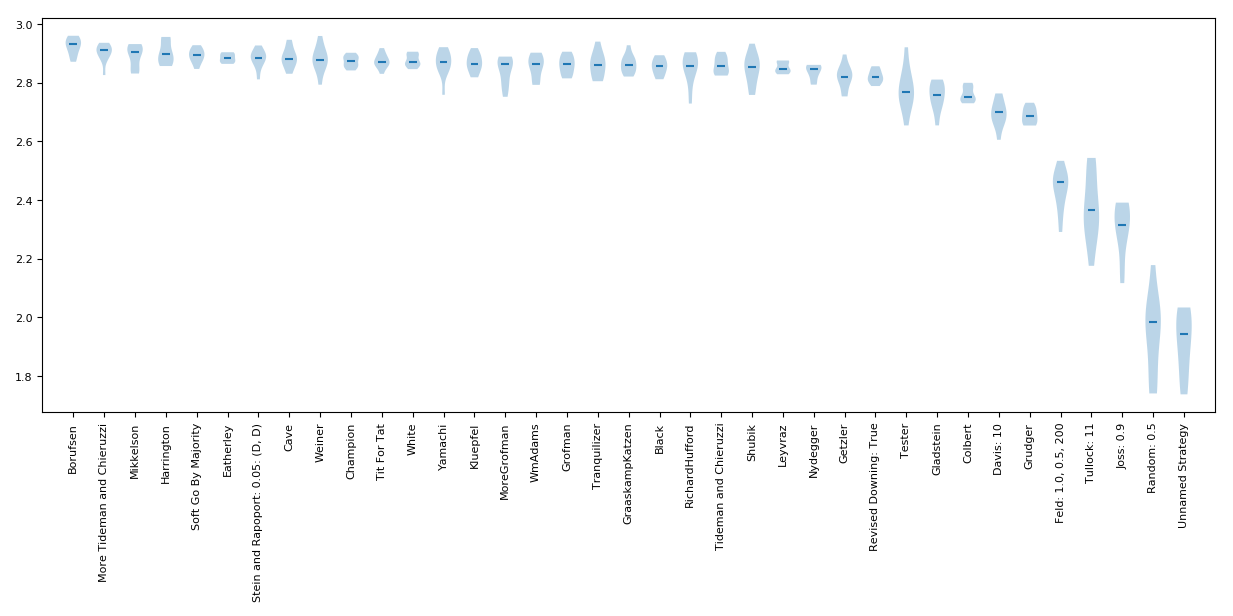 3.0
2.8
2.6
2.4
2.2
2.0
1.8
Borufsen
More Tideman and Chieruzzi
Mikkelson
Harrington
Soft Go By Majority
Eatherley
Stein and Rapoport: 0.05: (D, D)
Cave
Weiner
Champion
Tit For Tat
White
Yamachi
Kluepfel
MoreGrofman
WmAdams
Grofman
Tranquilizer
GraaskampKatzen
Black
RichardHufford
Tideman and Chieruzzi
Shubik
Leyvraz
Nydegger
Getzler
Revised Downing: True
Tester
Gladstein
Colbert
Davis: 10
Grudger
Feld: 1.0, 0.5, 200
Tullock: 11
Joss: 0.9
Random: 0.5
Unnamed Strategy